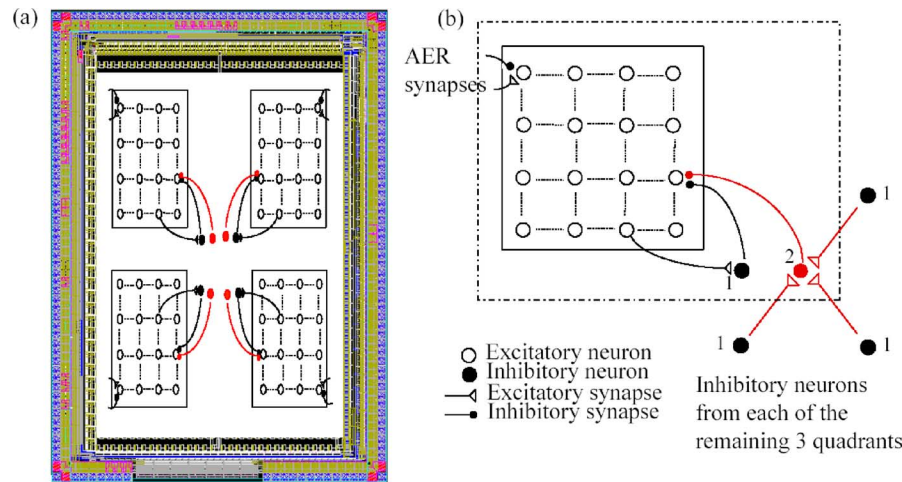 (a)
(b)
AER
synapses
1
2
1
1
1
Excitatory neuron
Inhibitory neuron
Excitatory synapse
Inhibitory synapse
Inhibitory neurons
from each of the
remaining 3 quadrants